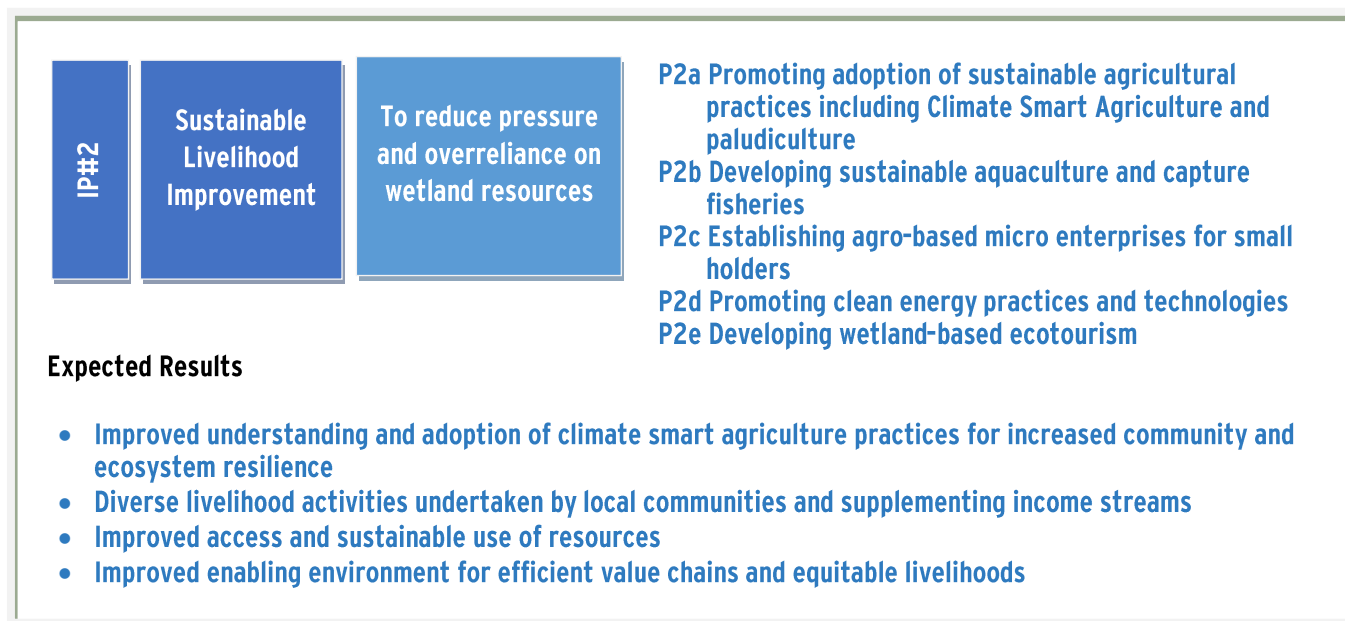 IP#2
Sustainable
Livelihood
Improvement
To reduce pressure
and overreliance on
wetland resources
P2a Promoting adoption of sustainable agricultural
practices including Climate Smart Agriculture and
paludiculture
P2b Developing sustainable aquaculture and capture
fisheries
P2c Establishing agro-based micro enterprises for small
holders
P2d Promoting clean energy practices and technologies
P2e Developing wetland-based ecotourism
Expected Results
• Improved understanding and adoption of climate smart agriculture practices for increased community and
ecosystem resilience
• Diverse livelihood activities undertaken by local communities and supplementing income streams
• Improved access and sustainable use of resources
• Improved enabling environment for efficient value chains and equitable livelihoods